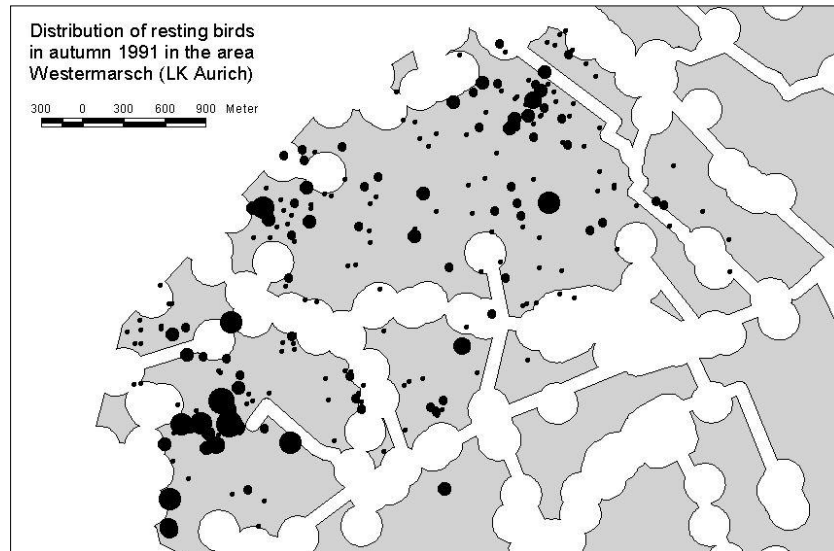 Distribution of resting birds
in autumn 1991 in the area
Westermarsch (LK Aurich)
300 0 300 600 900 Meter